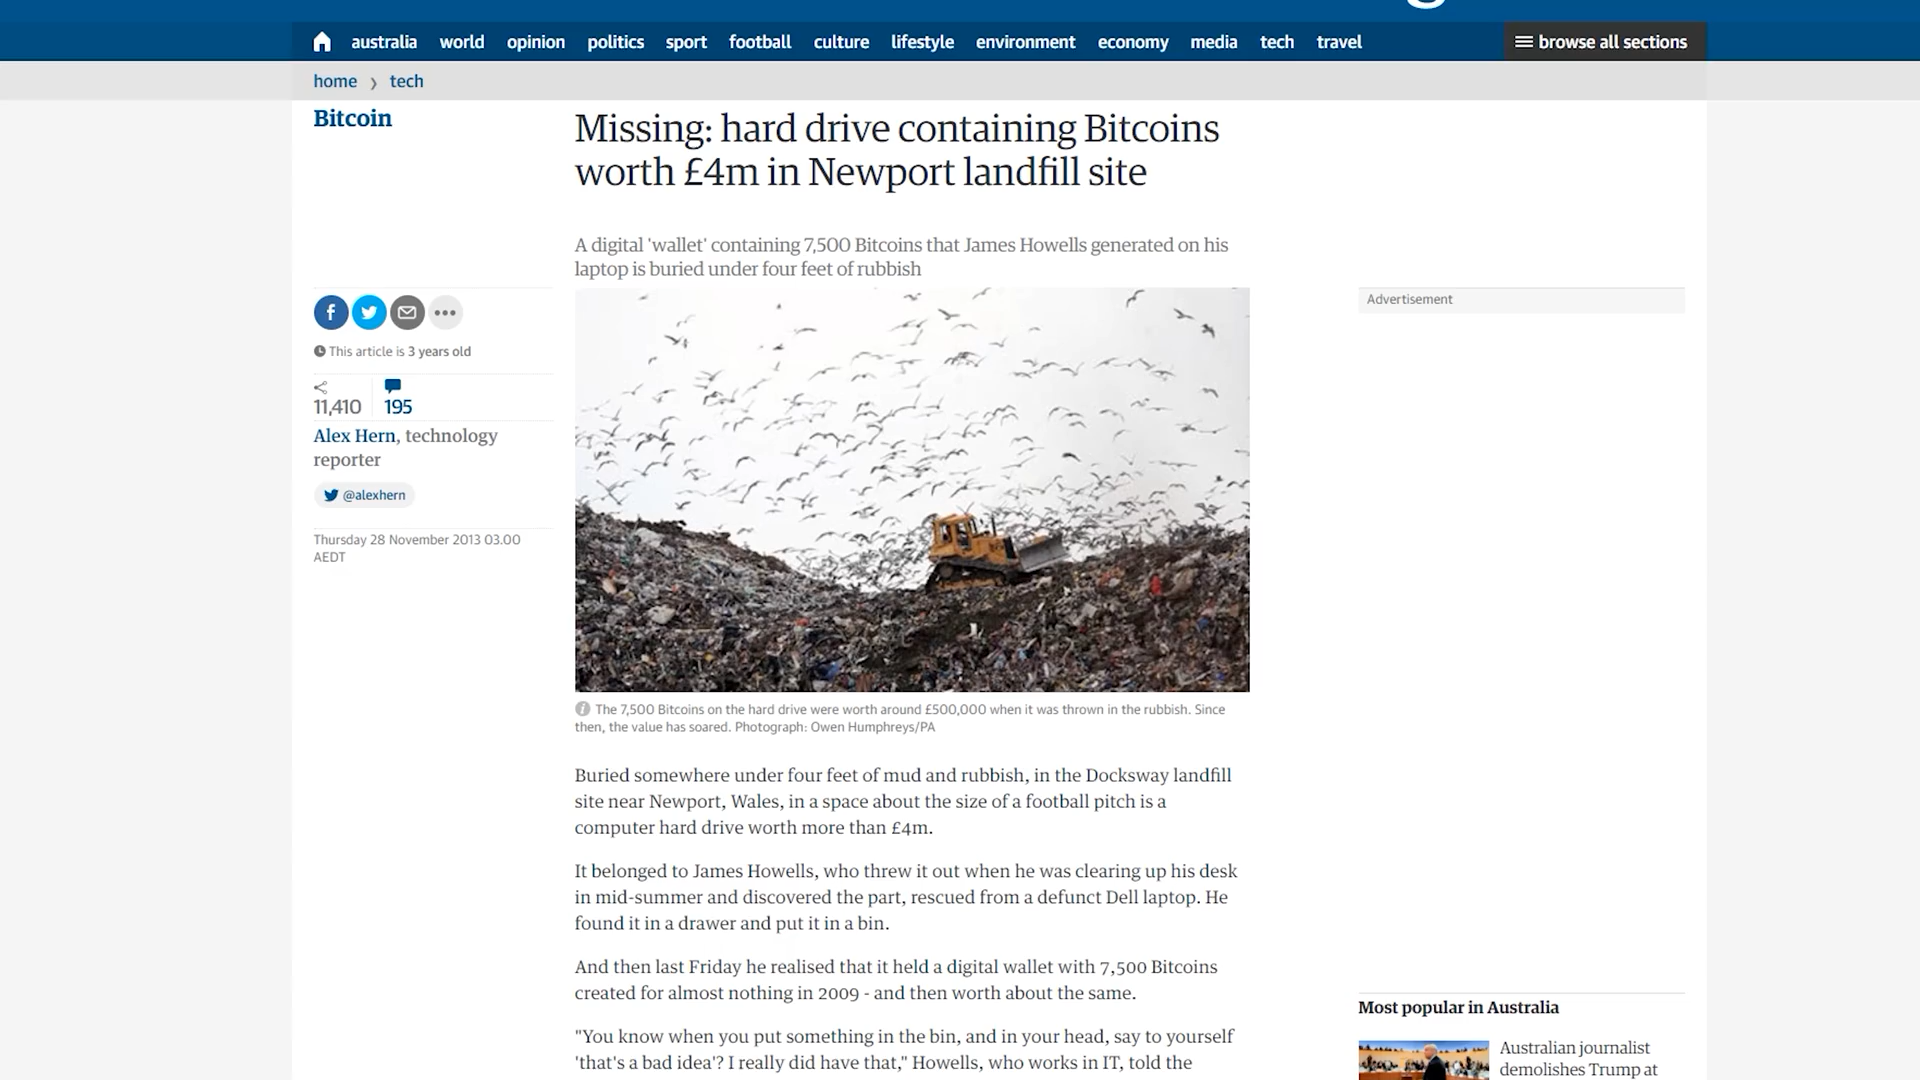 australia world opinion politics sport football culture lifestyle environment economy media tech travel browse all sections
home › tech
Bitcoin
Missing: hard drive containing Bitcoins
worth £4m in Newport landfill site
A digital 'wallet' containing 7,500 Bitcoins that James Howells generated on his
laptop is buried under four feet of rubbish
This article is 3 years old
11,410 195
Alex Hern, technology
reporter
@alexhern
Thursday 28 November 2013 03.00
AEDT
Advertisement
The 7,500 Bitcoins on the hard drive were worth around £500,000 when it was thrown in the rubbish. Since
then, the value has soared. Photograph: Owen Humphreys/PA
Buried somewhere under four feet of mud and rubbish, in the Docksway landfill
site near Newport, Wales, in a space about the size of a football pitch is a
computer hard drive worth more than £4m.
It belonged to James Howells, who threw it out when he was clearing up his desk
in mid-summer and discovered the part, rescued from a defunct Dell laptop. He
found it in a drawer and put it in a bin.
And then last Friday he realised that it held a digital wallet with 7,500 Bitcoins
created for almost nothing in 2009 - and then worth about the same.
"You know when you put something in the bin, and in your head, say to yourself
'that's a bad idea'? I really did have that," Howells, who works in IT, told the
Most popular in Australia
Australian journalist
demolishes Trump at